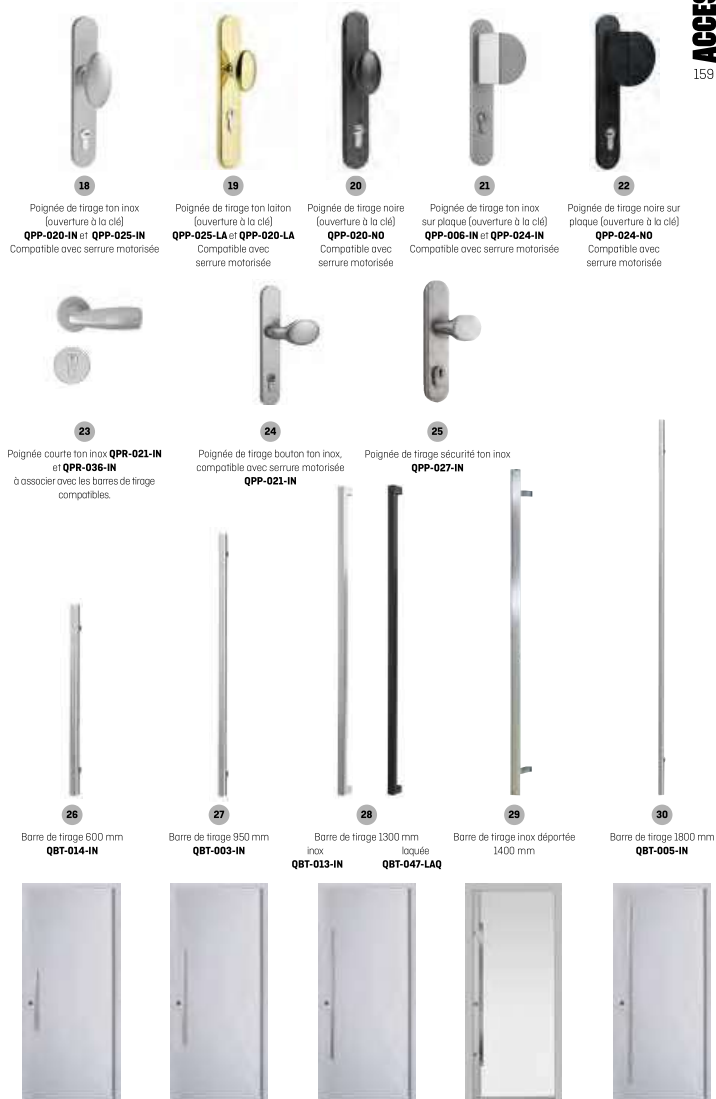 ACCES
159
18
Poignée de tirage ton inox
(ouverture à la clé)
QPP-020-IN et QPP-025-IN
Compatible avec serrure motorisée
19
Poignée de tirage ton laiton
(ouverture à la clé)
QPP-025-LA et QPP-020-LA
Compatible avec
serrure motorisée
20
Poignée de tirage noire
(ouverture à la clé)
QPP-020-NO
Compatible avec
serrure motorisée
21
Poignée de tirage ton inox
sur plaque (ouverture à la clé)
QPP-006-IN et QPP-024-IN
Compatible avec serrure motorisée
22
Poignée de tirage noire sur
plaque (ouverture à la clé)
QPP-024-NO
Compatible avec
serrure motorisée
23
Poignée courte ton inox QPR-021-IN
et QPR-036-IN
à associer avec les barres de tirage
compatibles.
24
Poignée de tirage bouton ton inox,
compatible avec serrure motorisée
QPP-021-IN
25
Poignée de tirage sécurité ton inox
QPP-027-IN
26
Barre de tirage 600 mm
QBT-014-IN
27
Barre de tirage 950 mm
QBT-003-IN
28
Barre de tirage 1300 mm
inox laquée
QBT-013-IN QBT-047-LAQ
29
Barre de tirage inox déportée
1400 mm
30
Barre de tirage 1800 mm
QBT-005-IN